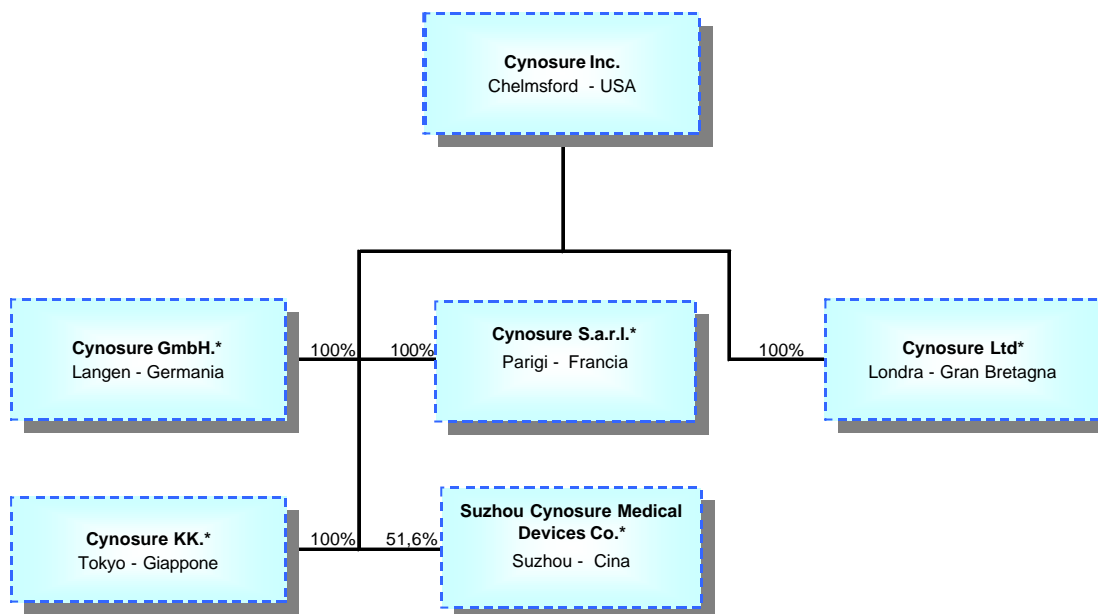 Cynosure Inc.
Chelmsford - USA
Cynosure GmbH.*
Langen - Germania
100%
100%
Cynosure S.a.r.l.*
Parigi - Francia
100%
Cynosure Ltd*
Londra - Gran Bretagna
Cynosure KK.*
Tokyo - Giappone
100%
51,6%
Suzhou Cynosure Medical
Devices Co.*
Suzhou - Cina